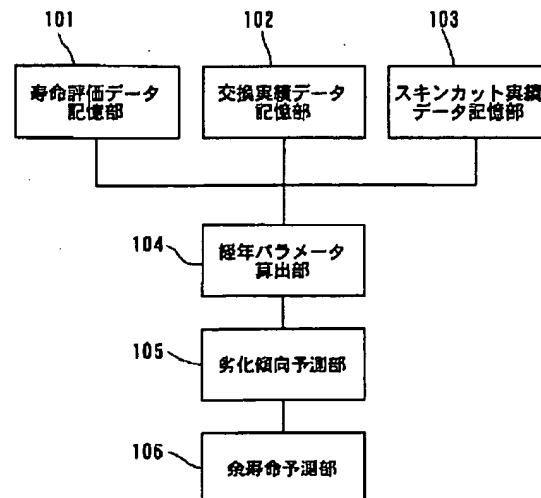 101
102
103
寿命評価データ
記憶部
交換実績データ
記憶部
スキンカット実績
データ記憶部
104
経年パラメータ
算出部
105
劣化傾向予測部
106
余寿命予測部